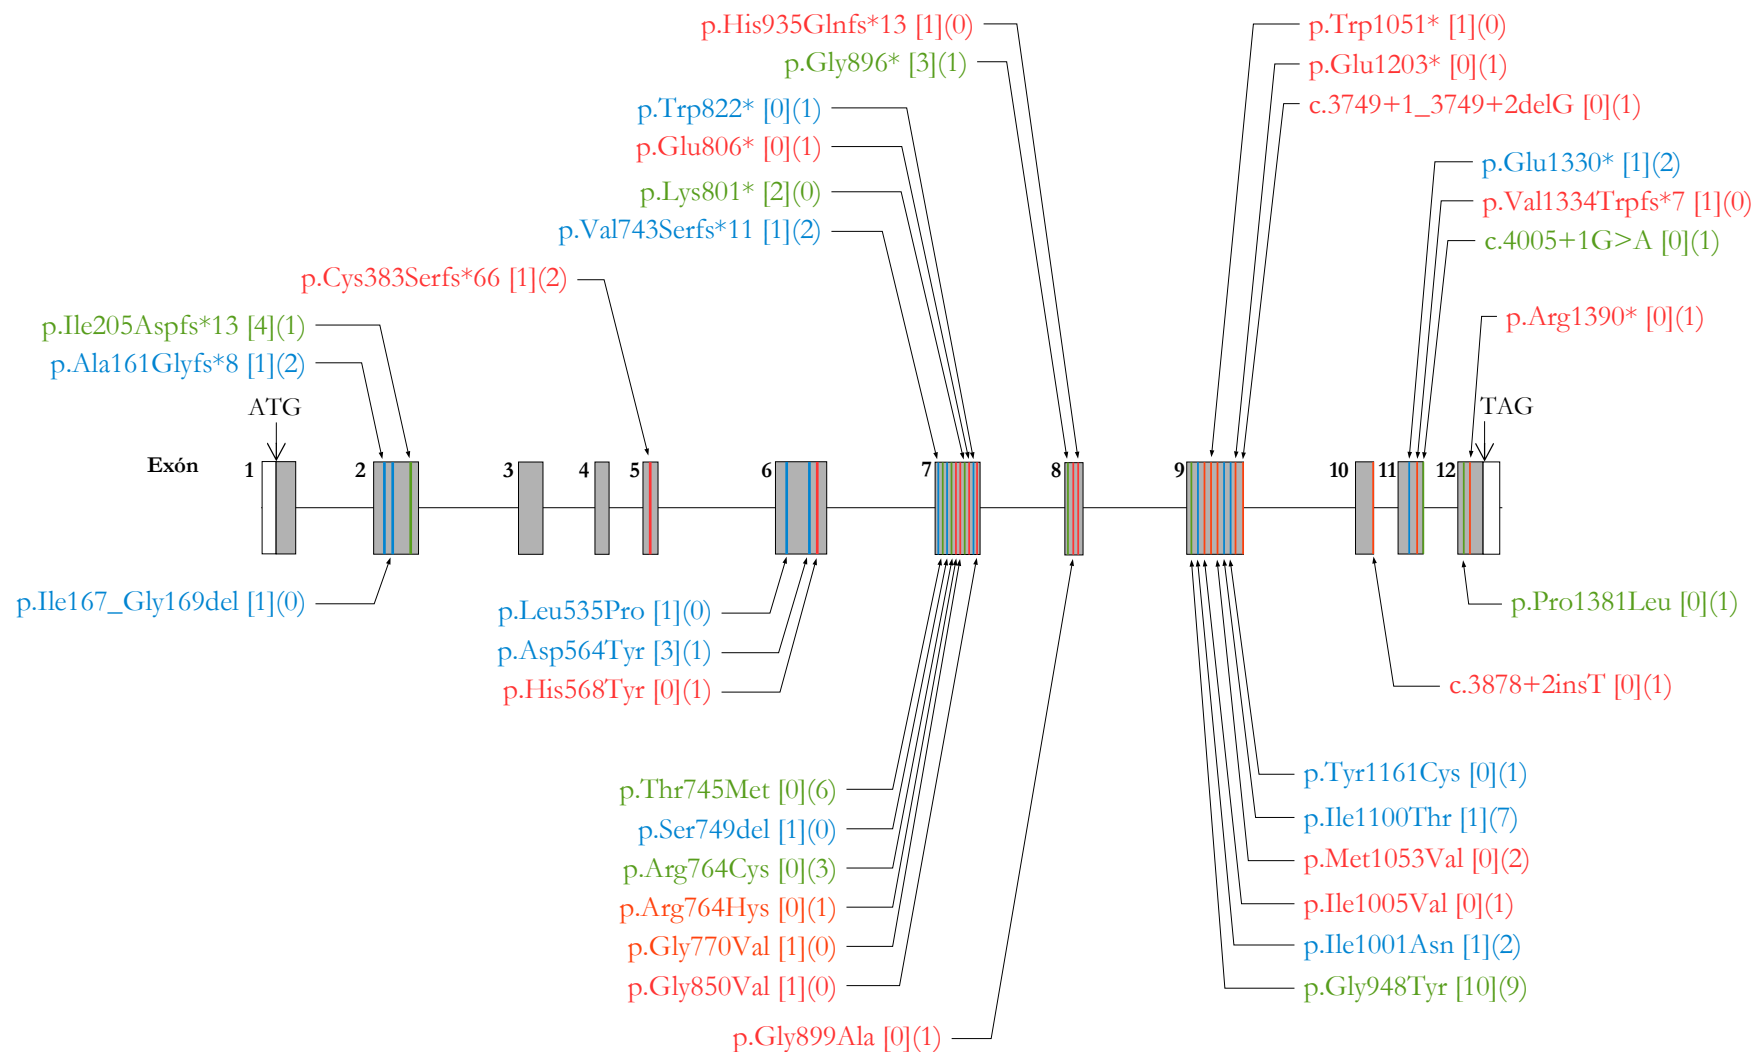 p.His935Glnfs*13 [1](0)
p.Gly896* [3](1)
p.Trp822* [0](1)
p.Glu806* [0](1)
p.Lys801* [2](0)
p.Val743Serfs*11 [1](2)
p.Cys383Serfs*66 [1](2)
p.Ile205Aspfs*13 [4](1)
p.Ala161Glyfs*8 [1](2)
p.Trp1051* [1](0)
p.Glu1203* [0](1)
c.3749+1_3749+2delG [0](1)
p.Glu1330* [1](2)
p.Val1334Trpfs*7 [1](0)
c.4005+1G>A [0](1)
p.Arg1390* [0](1)
ATG
TAG
Exón 1 2 3 4 5 6 7 8 9 10 11 12
p.Ile167_Gly169del [1](0)
p.Leu535Pro [1](0)
p.Asp564Tyr [3](1)
p.His568Tyr [0](1)
p.Thr745Met [0](6)
p.Ser749del [1](0)
p.Arg764Cys [0](3)
p.Arg764Hys [0](1)
p.Gly770Val [1](0)
p.Gly850Val [1](0)
p.Gly899Ala [0](1)
p.Pro1381Leu [0](1)
c.3878+2insT [0](1)
p.Tyr1161Cys [0](1)
p.Ile1100Thr [1](7)
p.Met1053Val [0](2)
p.Ile1005Val [0](1)
p.Ile1001Asn [1](2)
p.Gly948Tyr [10](9)